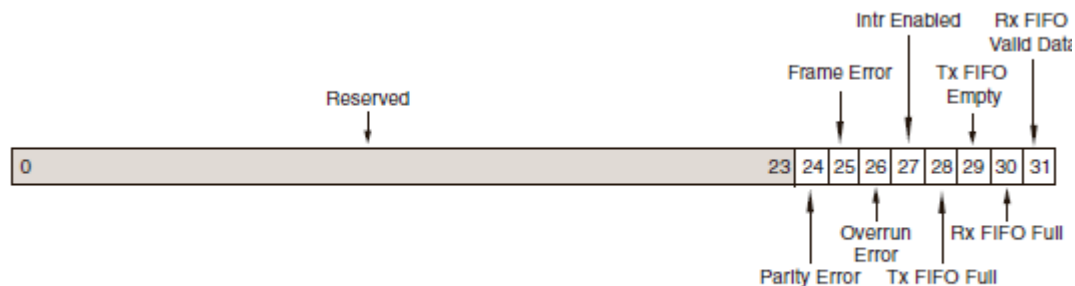 Intr Enabled
Rx FIFO
Valid Data
Frame Error
Tx FIFO
Empty
Reserved
0 23 24 25 26 27 28 29 30 31
Overrun
Error
Rx FIFO Full
Parity Error
Tx FIFO Full